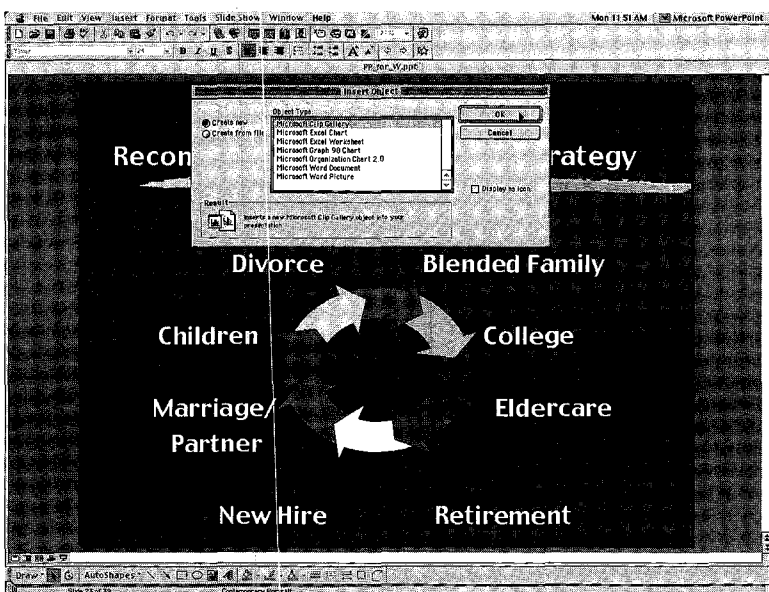 File Edit View Insert Format Tools Slide Show Window Help Mon 11:51 AM Microsoft PowerPoint
B I U S
PP_for_W.ppt
Insert Object
Object Type
Create new
Create from file
Microsoft Clip Gallery
Microsoft Excel Chart
Microsoft Excel Worksheet
Microsoft Graph 98 Chart
Microsoft Organization Chart 2.0
Microsoft Word Document
Microsoft Word Picture
OK
Cancel
Display as icon
Result
Inserts a new Microsoft Clip Gallery object into your
presentation
Recon rategy
Divorce Blended Family
Children College
Marriage/ Eldercare
Partner
New Hire Retirement
Draw AutoShapes